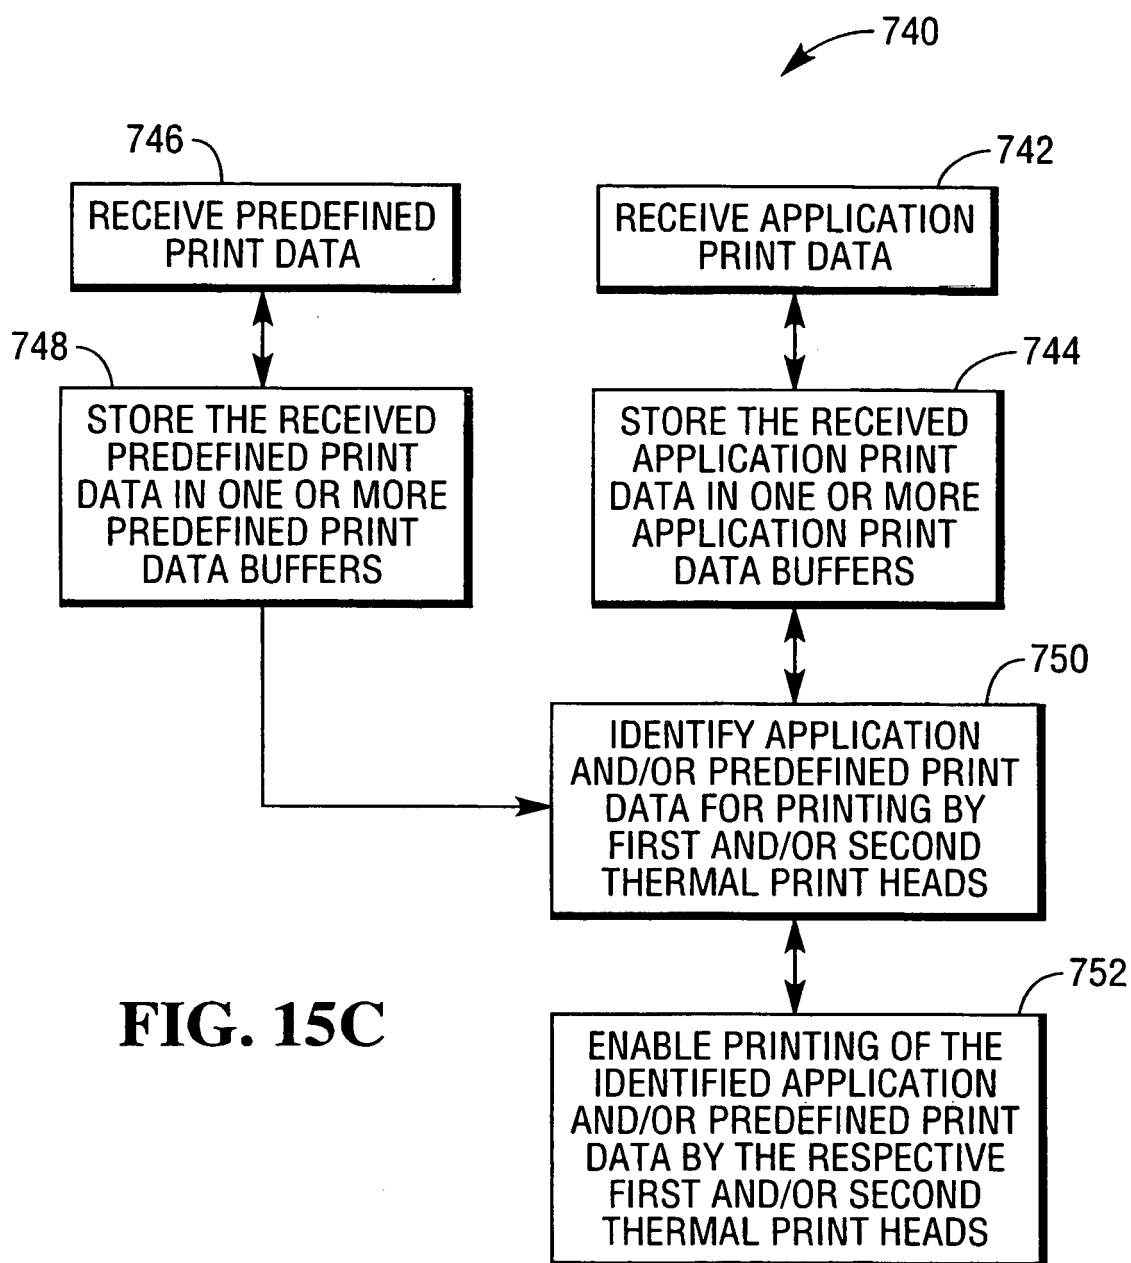 740
746
RECEIVE PREDEFINED
PRINT DATA
742
RECEIVE APPLICATION
PRINT DATA
748
STORE THE RECEIVED
PREDEFINED PRINT
DATA IN ONE OR MORE
PREDEFINED PRINT
DATA BUFFERS
744
STORE THE RECEIVED
APPLICATION PRINT
DATA IN ONE OR MORE
APPLICATION PRINT
DATA BUFFERS
750
IDENTIFY APPLICATION
AND/OR PREDEFINED PRINT
DATA FOR PRINTING BY
FIRST AND/OR SECOND
THERMAL PRINT HEADS
752
ENABLE PRINTING OF THE
IDENTIFIED APPLICATION
AND/OR PREDEFINED PRINT
DATA BY THE RESPECTIVE
FIRST AND/OR SECOND
THERMAL PRINT HEADS
FIG. 15C